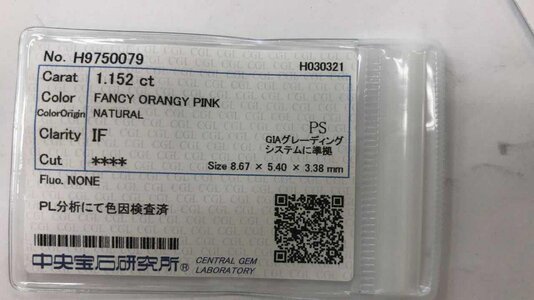 No. H9750079
H030321
Carat 1.152 ct
Color FANCY ORANGY PINK
ColorOrigin NATURAL
Clarity IF
PS
GIAグレーディング
システムに準拠
Cut ****
Size 8.67 × 5.40 × 3.38 mm
Fluo. NONE
PL分析にて色因検査済
中央宝石研究所®
CENTRAL GEM
LABORATORY